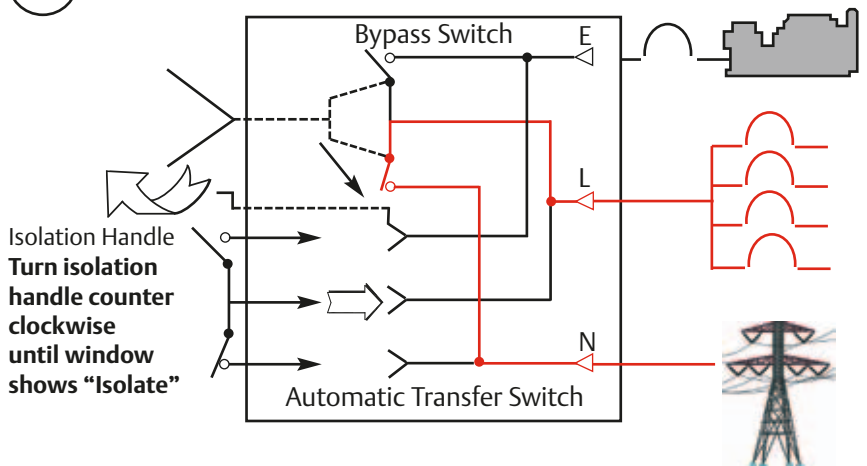 Bypass Switch
E
L
Isolation Handle
Turn isolation
handle counter
clockwise
until window
shows “Isolate”
N
Automatic Transfer Switch